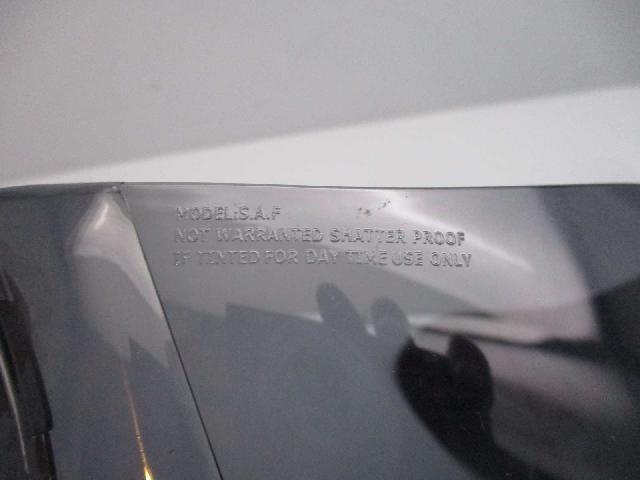 MODEL:S.A.F
NOT WARRANTED SHATTER PROOF
IF TINTED FOR DAY TIME USE ONLY